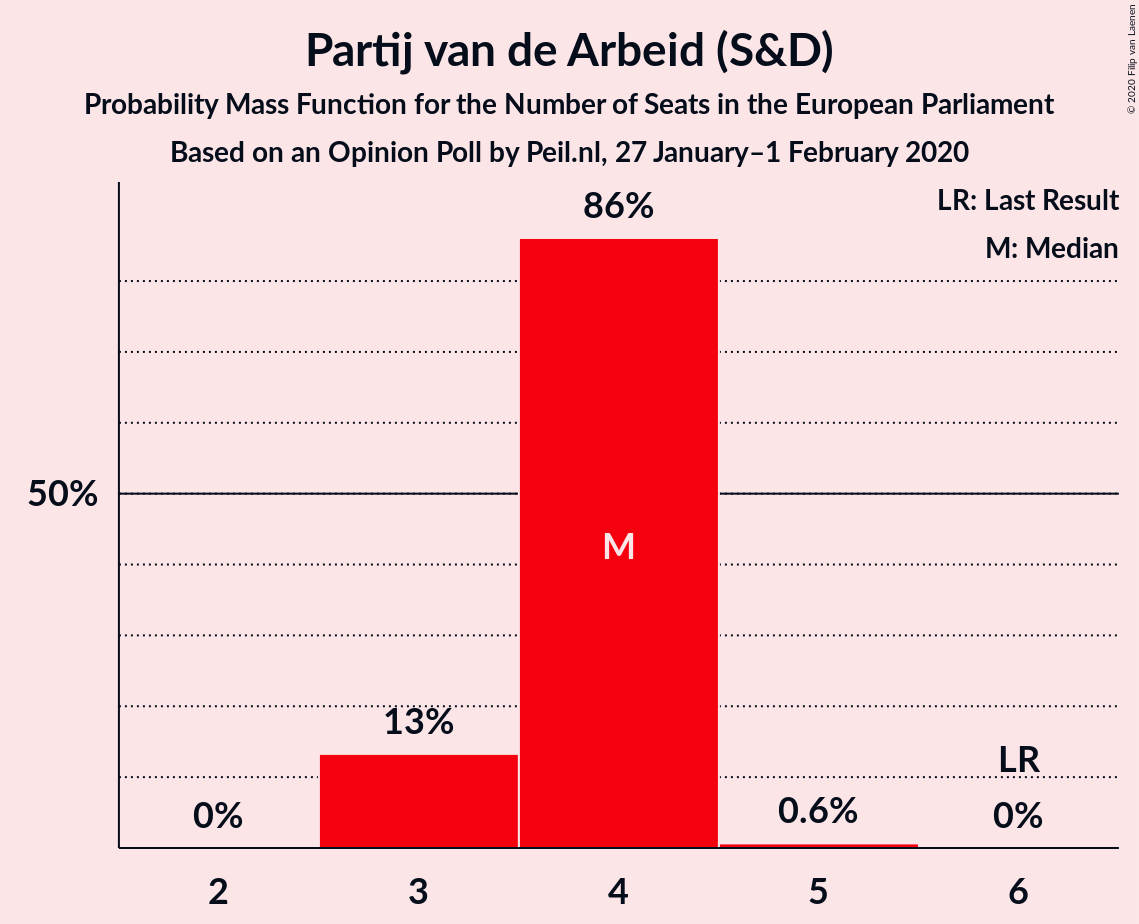 Partij van de Arbeid (S&D)
Probability Mass Function for the Number of Seats in the European Parliament
Based on an Opinion Poll by Peil.nl, 27 January–1 February 2020
© 2020 Filip van Laenen
LR: Last Result
M: Median
86%
50%
M
13%
LR
0%
0.6%
0%
2
3
4
5
6